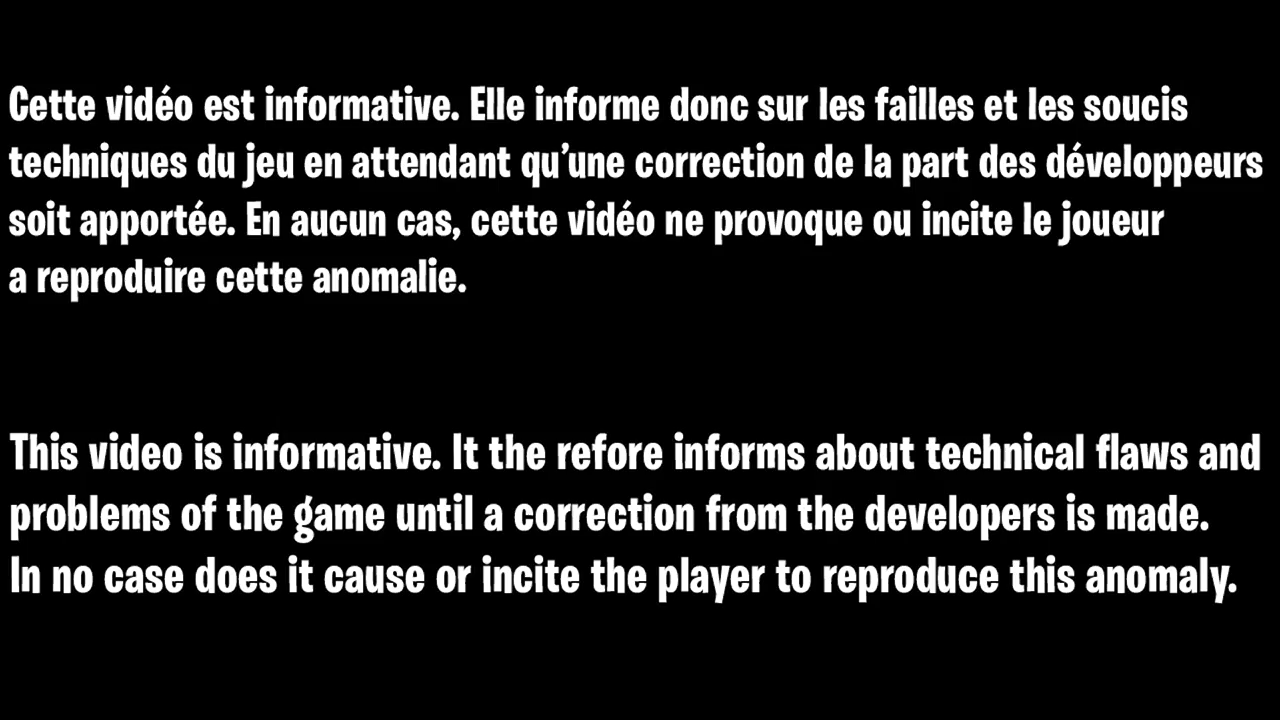 Cette vidéo est informative. Elle informe donc sur les failles et les soucis
techniques du jeu en attendant qu’une correction de la part des développeurs
soit apportée. En aucun cas, cette vidéo ne provoque ou incite le joueur
a reproduire cette anomalie.
This video is informative. It the refore informs about technical flaws and
problems of the game until a correction from the developers is made.
In no case does it cause or incite the player to reproduce this anomaly.